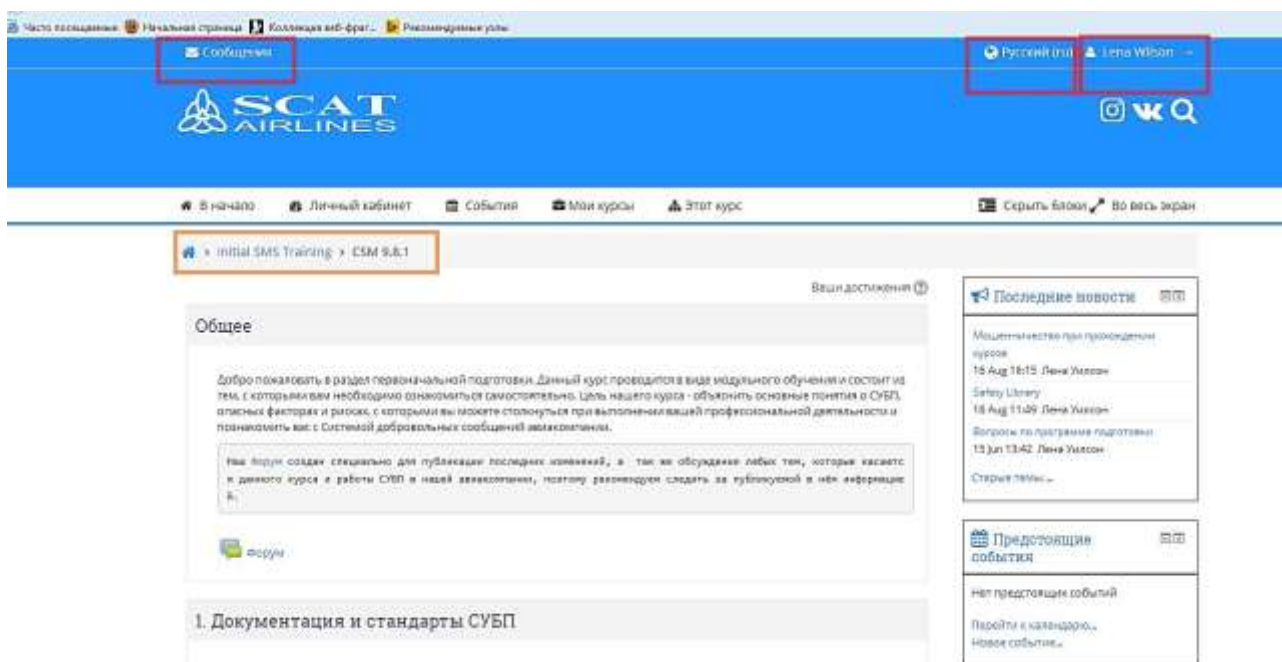 Часто посещаемые Начальная страница Коллекция веб-фраг... Рекомендуемые узлы
Сообщения
Русский (ru) Lena Wilson
SCAT
AIRLINES
В начало Личный кабинет События Мои курсы Этот курс Скрыть блоки Во весь экран
Initial SMS Training CSM 9.8.1
Ваши достижения
Общее
Добро пожаловать в раздел первоначальной подготовки. Данный курс проводится в виде модульного обучения и состоит из
тем, с которыми вам необходимо ознакомиться самостоятельно. Цель нашего курса - объяснить основные понятия о СУБП,
опасных факторах и рисках, с которыми вы можете столкнуться при выполнении вашей профессиональной деятельности и
познакомить вас с Системой добровольных сообщений авиакомпании.
Наш форум создан специально для публикации последних изменений, а так же обсуждение любых тем, которые касаетс
я данного курса и работы СУБП в нашей авиакомпании, поэтому рекомендуем следить за публикуемой в нём информацие
й.
Форум
1. Документация и стандарты СУБП
Последние новости
Мошенничество при прохождении
курсов
16 Aug 18:15 Лена Уилсон
Safety Library
16 Aug 11:49 Лена Уилсон
Вопросы по программе подготовки
15 Jun 13:42 Лена Уилсон
Старые темы...
Предстоящие
события
Нет предстоящих событий
Перейти к календарю...
Новое событие...